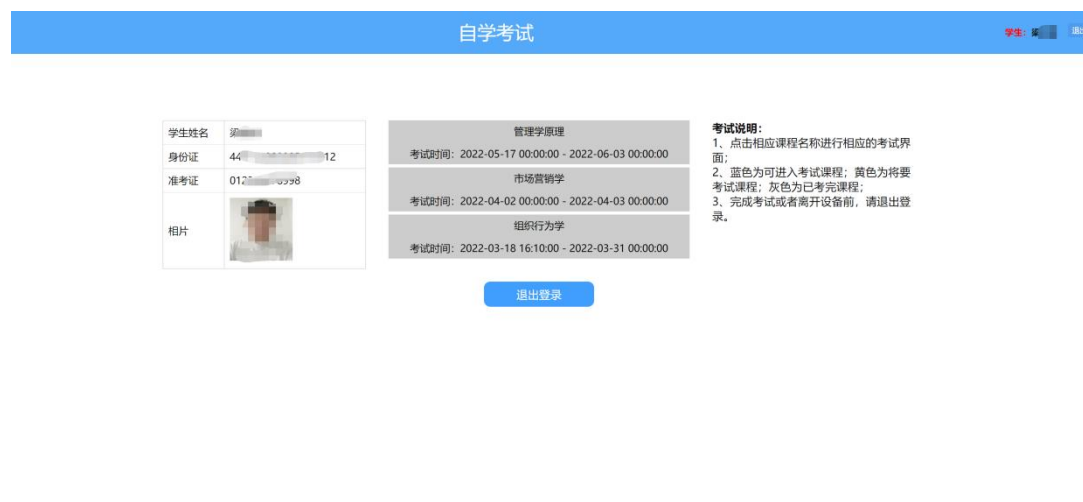 自学考试
学生：梁
退出
学生姓名 梁
身份证 44 12
准考证 012 6998
相片
管理学原理
考试时间：2022-05-17 00:00:00 - 2022-06-03 00:00:00
市场营销学
考试时间：2022-04-02 00:00:00 - 2022-04-03 00:00:00
组织行为学
考试时间：2022-03-18 16:10:00 - 2022-03-31 00:00:00
考试说明：
1、点击相应课程名称进行相应的考试界
面；
2、蓝色为可进入考试课程；黄色为将要
考试课程；灰色为已考完课程；
3、完成考试或者离开设备前，请退出登
录。
退出登录